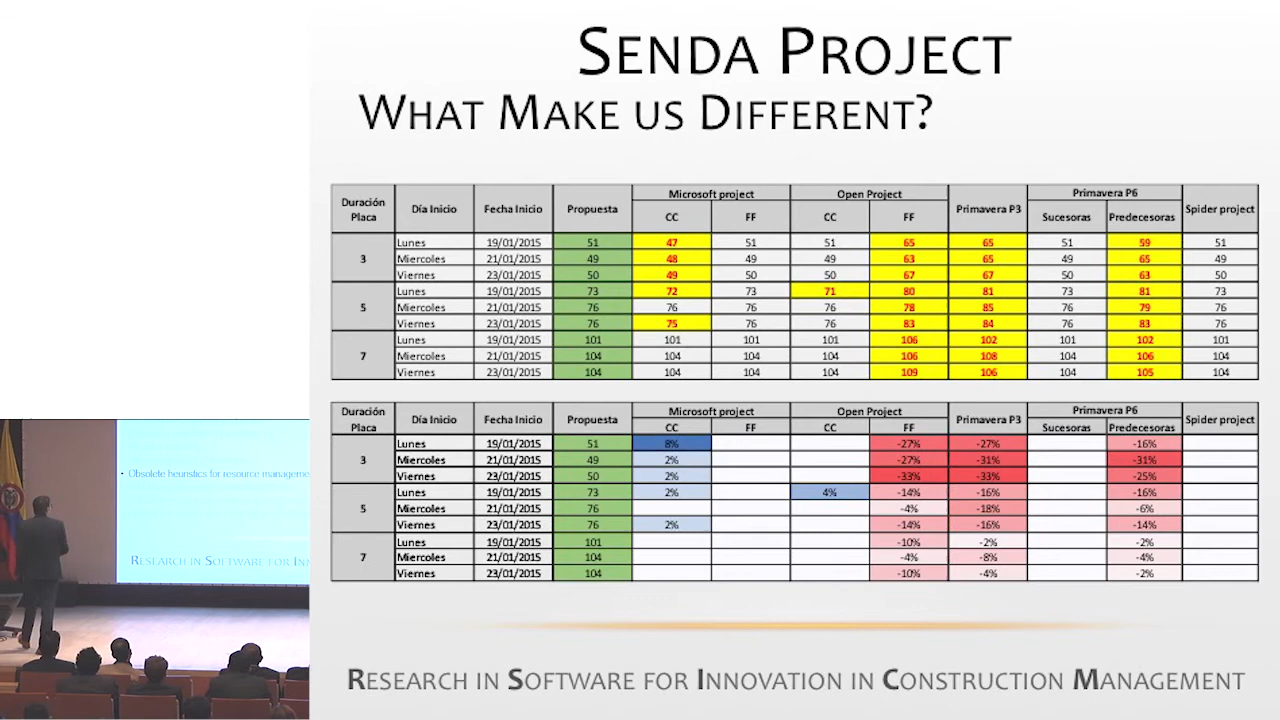 SENDA PROJECT
WHAT MAKE US DIFFERENT?
Duración Placa Día Inicio Fecha Inicio Propuesta Microsoft project Open Project Primavera P3 Primavera P6 Spider project
CC FF CC FF Sucesoras Predecesoras
3 Lunes 19/01/2015 51 47 51 51 65 65 51 59 51
Miercoles 21/01/2015 49 48 49 49 63 65 49 65 49
Viernes 23/01/2015 50 49 50 50 67 67 50 63 50
5 Lunes 19/01/2015 73 72 73 71 80 81 73 81 73
Miercoles 21/01/2015 76 76 76 76 78 85 76 79 76
Viernes 23/01/2015 76 75 76 76 83 84 76 83 76
7 Lunes 19/01/2015 101 101 101 101 106 102 101 102 101
Miercoles 21/01/2015 104 104 104 104 106 108 104 106 104
Viernes 23/01/2015 104 104 104 104 109 106 104 105 104
Duración Placa Día Inicio Fecha Inicio Propuesta Microsoft project Open Project Primavera P3 Primavera P6 Spider project
CC FF CC FF Sucesoras Predecesoras
3 Lunes 19/01/2015 51 8% -27% -27% -16%
Miercoles 21/01/2015 49 2% -27% -31% -31%
Viernes 23/01/2015 50 2% -33% -33% -25%
5 Lunes 19/01/2015 73 2% 4% -14% -16% -16%
Miercoles 21/01/2015 76 -4% -18% -6%
Viernes 23/01/2015 76 2% -14% -16% -14%
7 Lunes 19/01/2015 101 -10% -2% -2%
Miercoles 21/01/2015 104 -4% -8% -4%
Viernes 23/01/2015 104 -10% -4% -2%
RESEARCH IN SOFTWARE FOR INNOVATION IN CONSTRUCTION MANAGEMENT
• Obsolete heuristics for resource manageme
RESEARCH IN SOFTWARE FOR IN